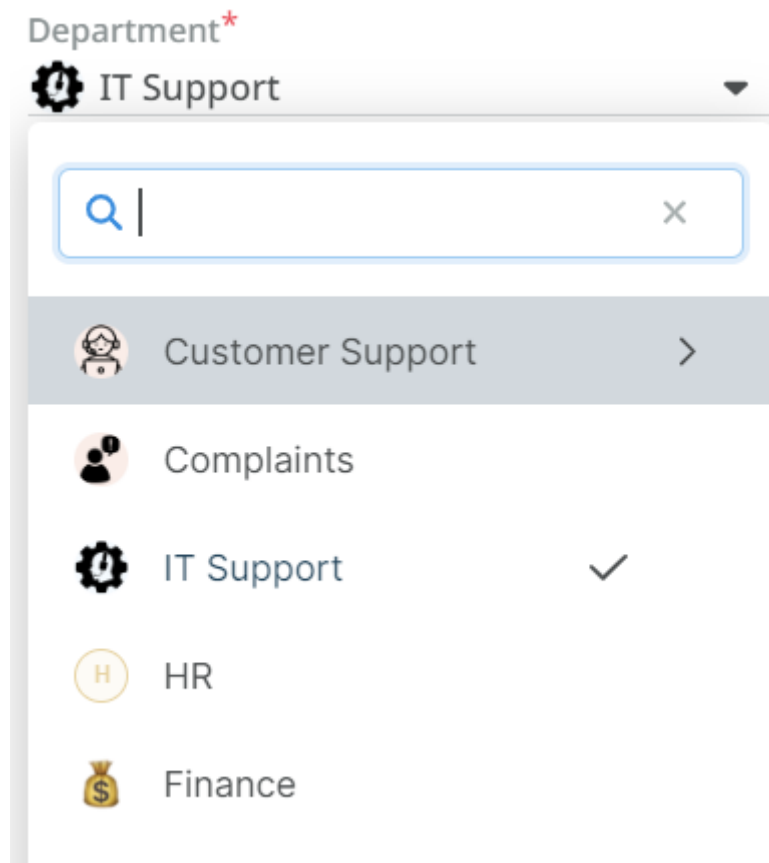 Department*
IT Support
Customer Support
Complaints
IT Support
H HR
$ Finance